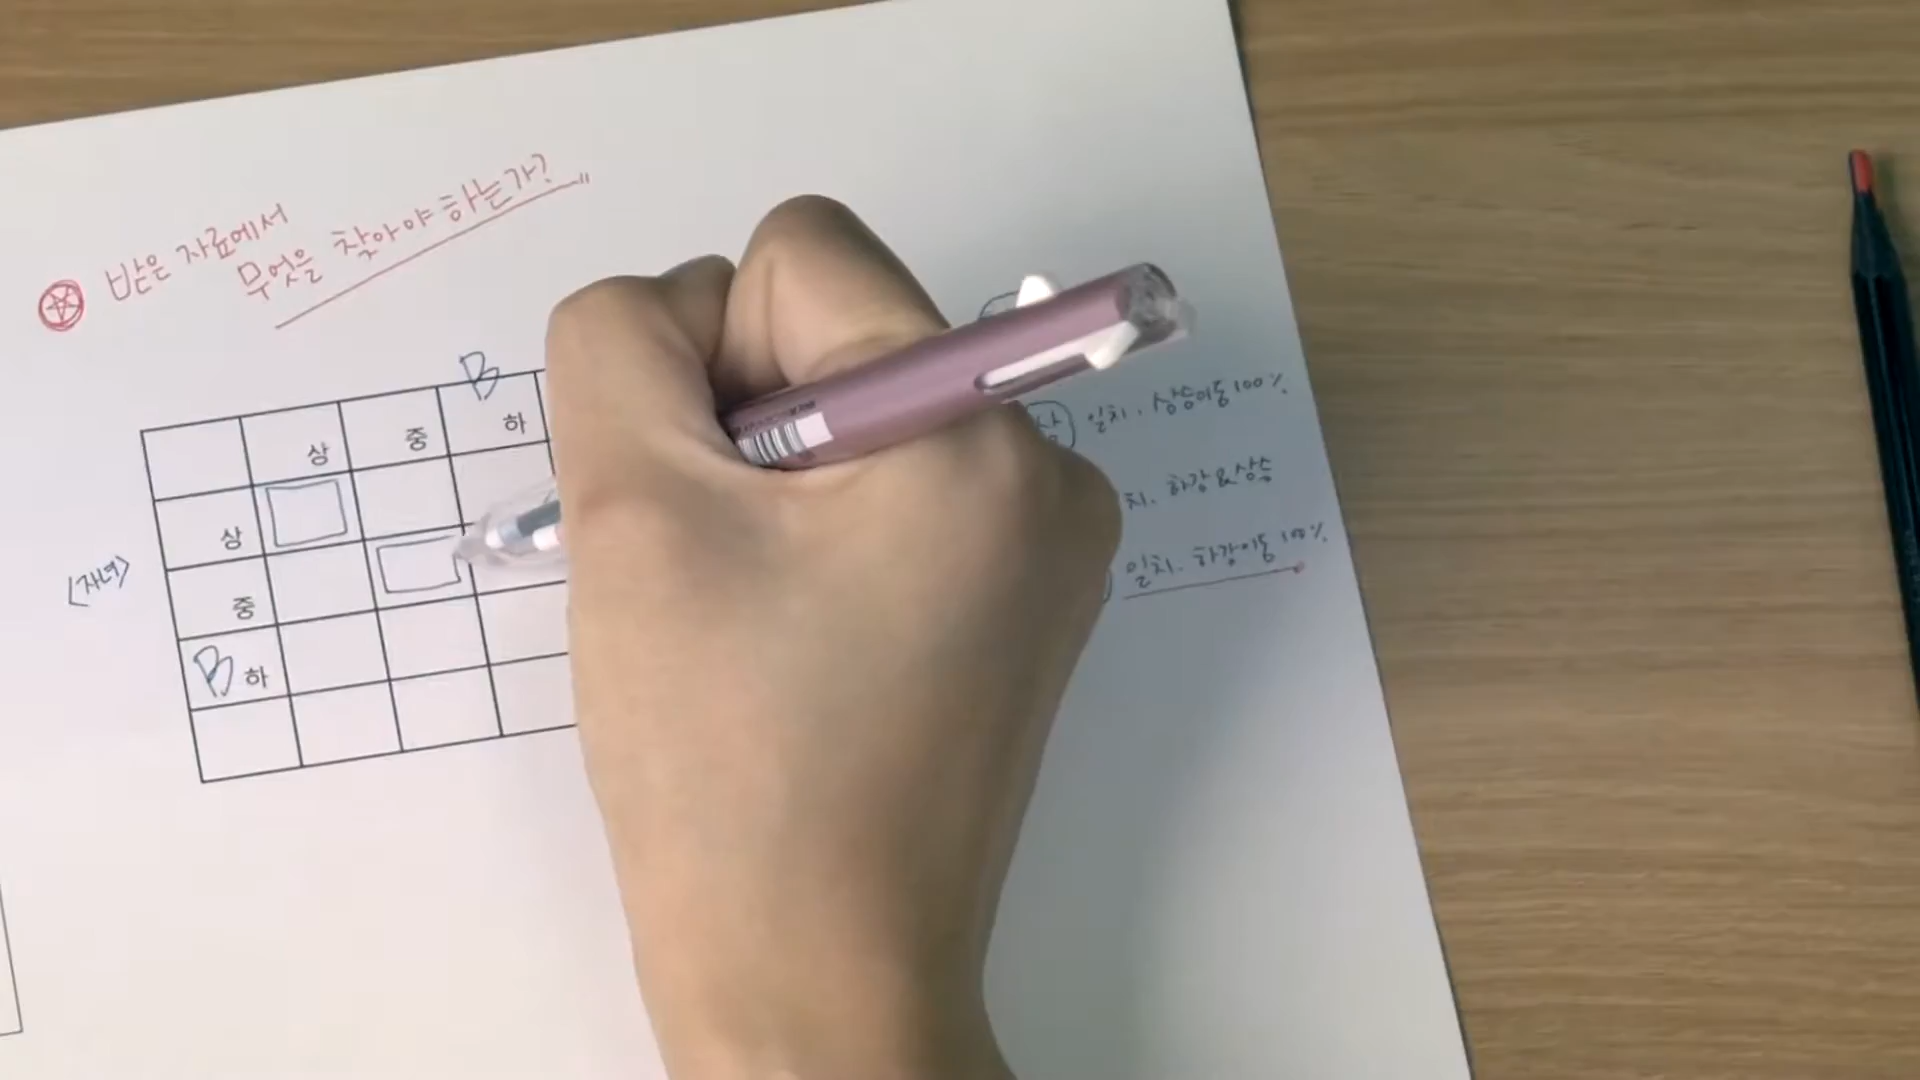 받은 자료에서
무엇을 찾아야 하는가?
B
상 중 하
상
<자녀>
중
B 하
일치. 상승이동 100%
치. 하강&상승
일치. 하강이동 100%